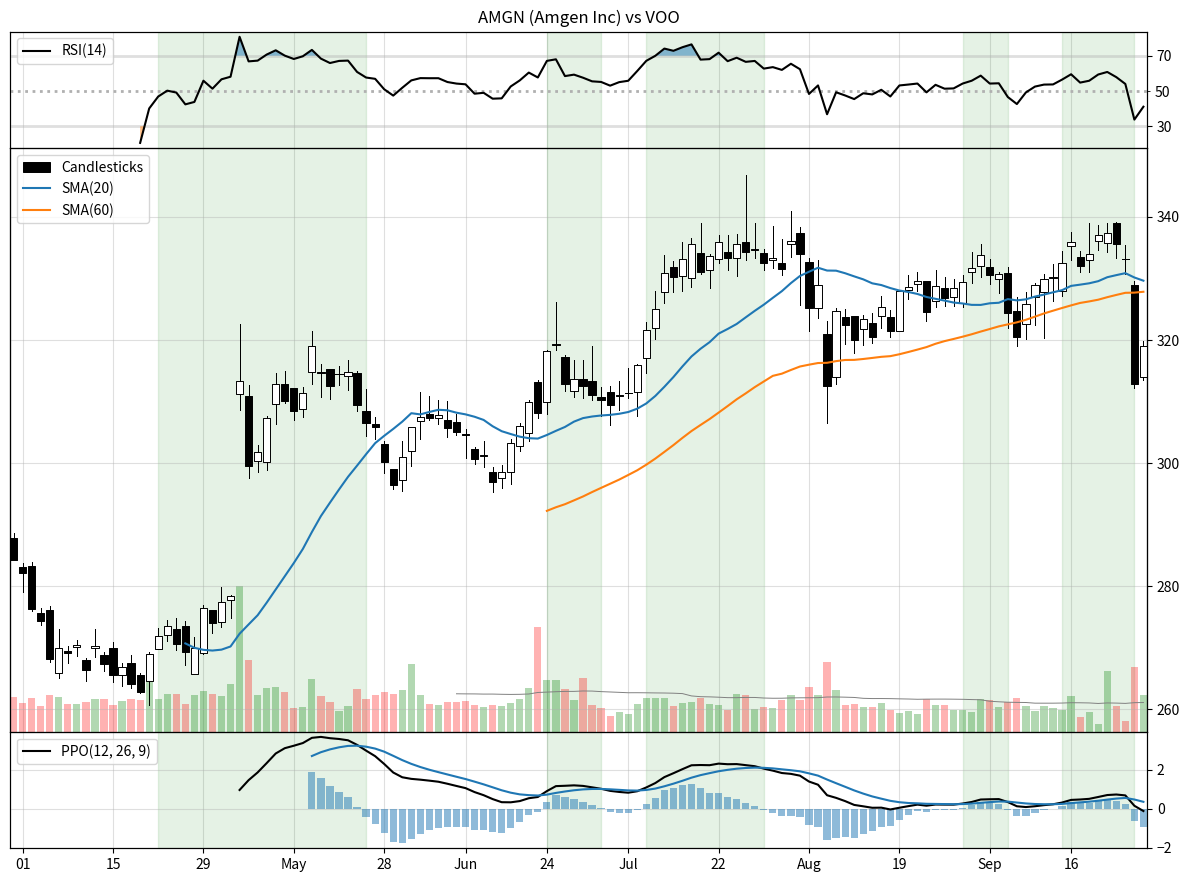 AMGN (Amgen Inc) vs VOO
RSI(14)
70
50
30
Candlesticks
SMA(20)
SMA(60)
340
320
300
280
260
PPO(12, 26, 9)
2
0
−2
01 15 29 May 28 Jun 24 Jul 22 Aug 19 Sep 16